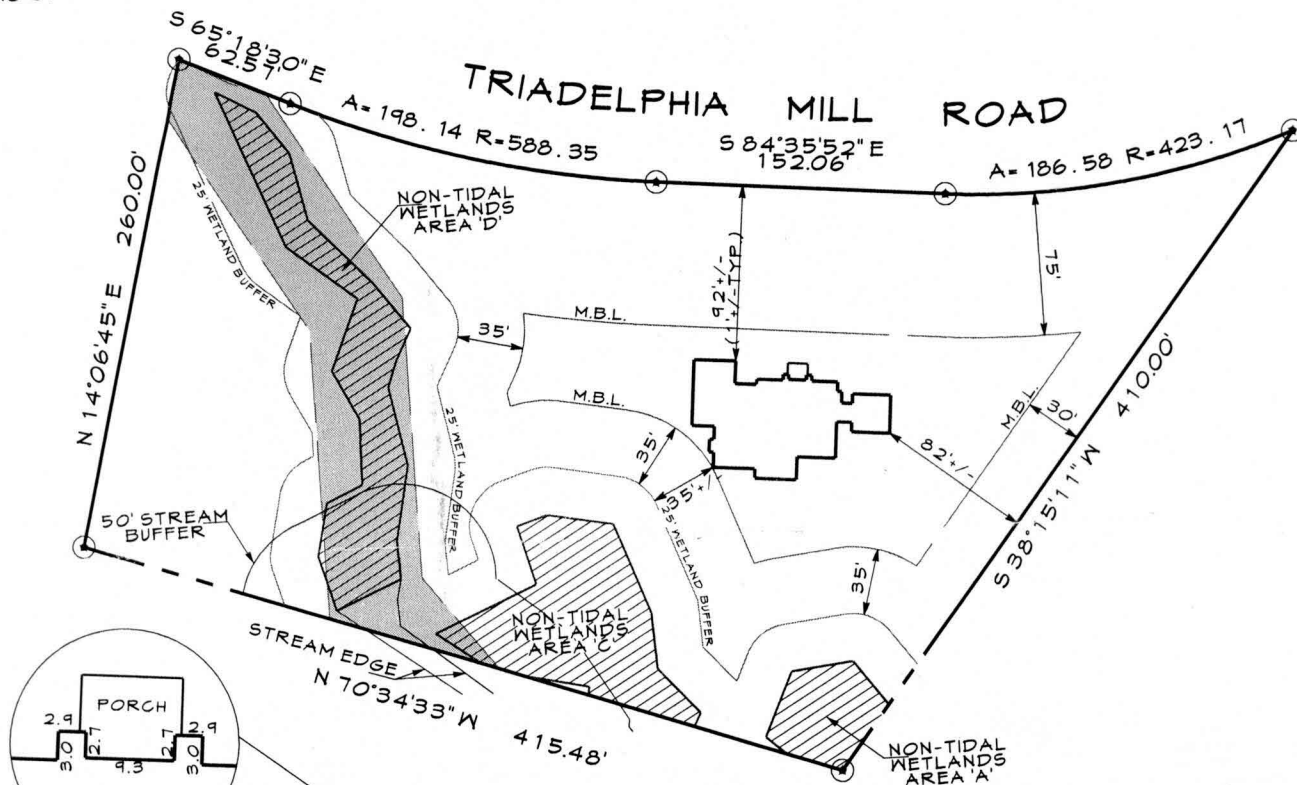 S 65°18'30" E
62.57'
TRIADELPHIA MILL ROAD
A= 198.14 R=588.35
S 84°35'52" E
152.06'
A= 186.58 R=423.17
N 14°06'45" E 260.00'
25' WETLAND BUFFER
NON-TIDAL
WETLANDS
AREA 'D'
92'+/-
(1'+/-TYP.)
75'
M.B.L.
35'
M.B.L.
M.B.L.
30'
S 38°15'11" W 410.00'
82'+/-
35'
35'+/-
25' WETLAND BUFFER
25' WETLAND BUFFER
50' STREAM
BUFFER
35'
NON-TIDAL
WETLANDS
AREA 'C'
STREAM EDGE
N 70°34'33" W 415.48'
NON-TIDAL
WETLANDS
AREA 'A'
PORCH
2.9
2.9
3.0
2.7
9.3
2.7
3.0